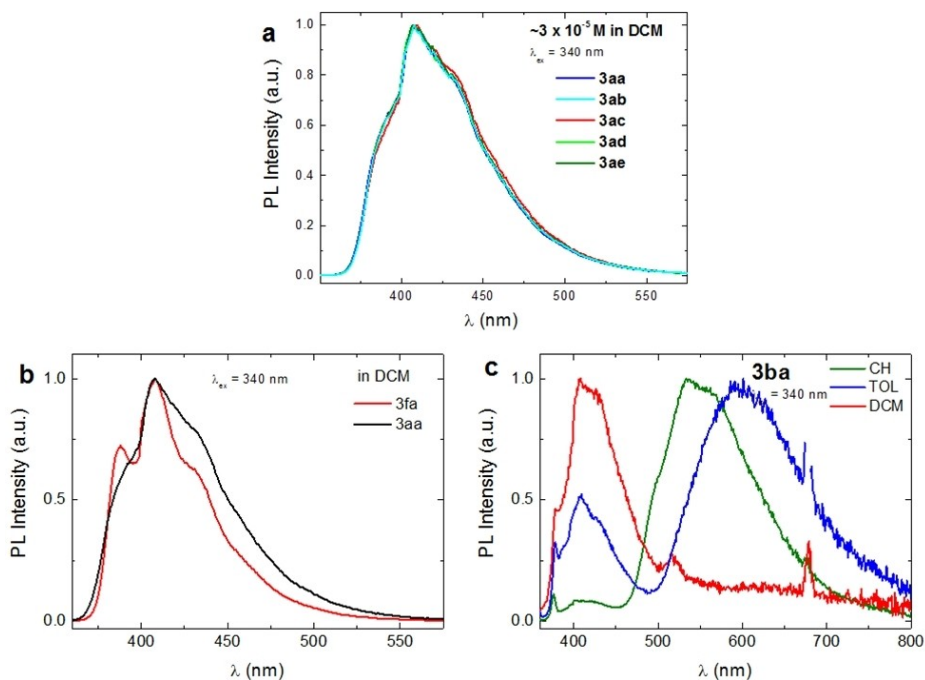 a
~3 x 10⁻⁵ M in DCM
λex = 340 nm
3aa
3ab
3ac
3ad
3ae
PL Intensity (a.u.)
1.0
0.8
0.6
0.4
0.2
0.0
400 450 500 550
λ (nm)
b
λex = 340 nm
in DCM
3fa
3aa
PL Intensity (a.u.)
1.0
0.5
0.0
400 450 500 550
λ (nm)
c
3ba
= 340 nm
CH
TOL
DCM
PL Intensity (a.u.)
1.0
0.5
0.0
400 500 600 700 800
λ (nm)